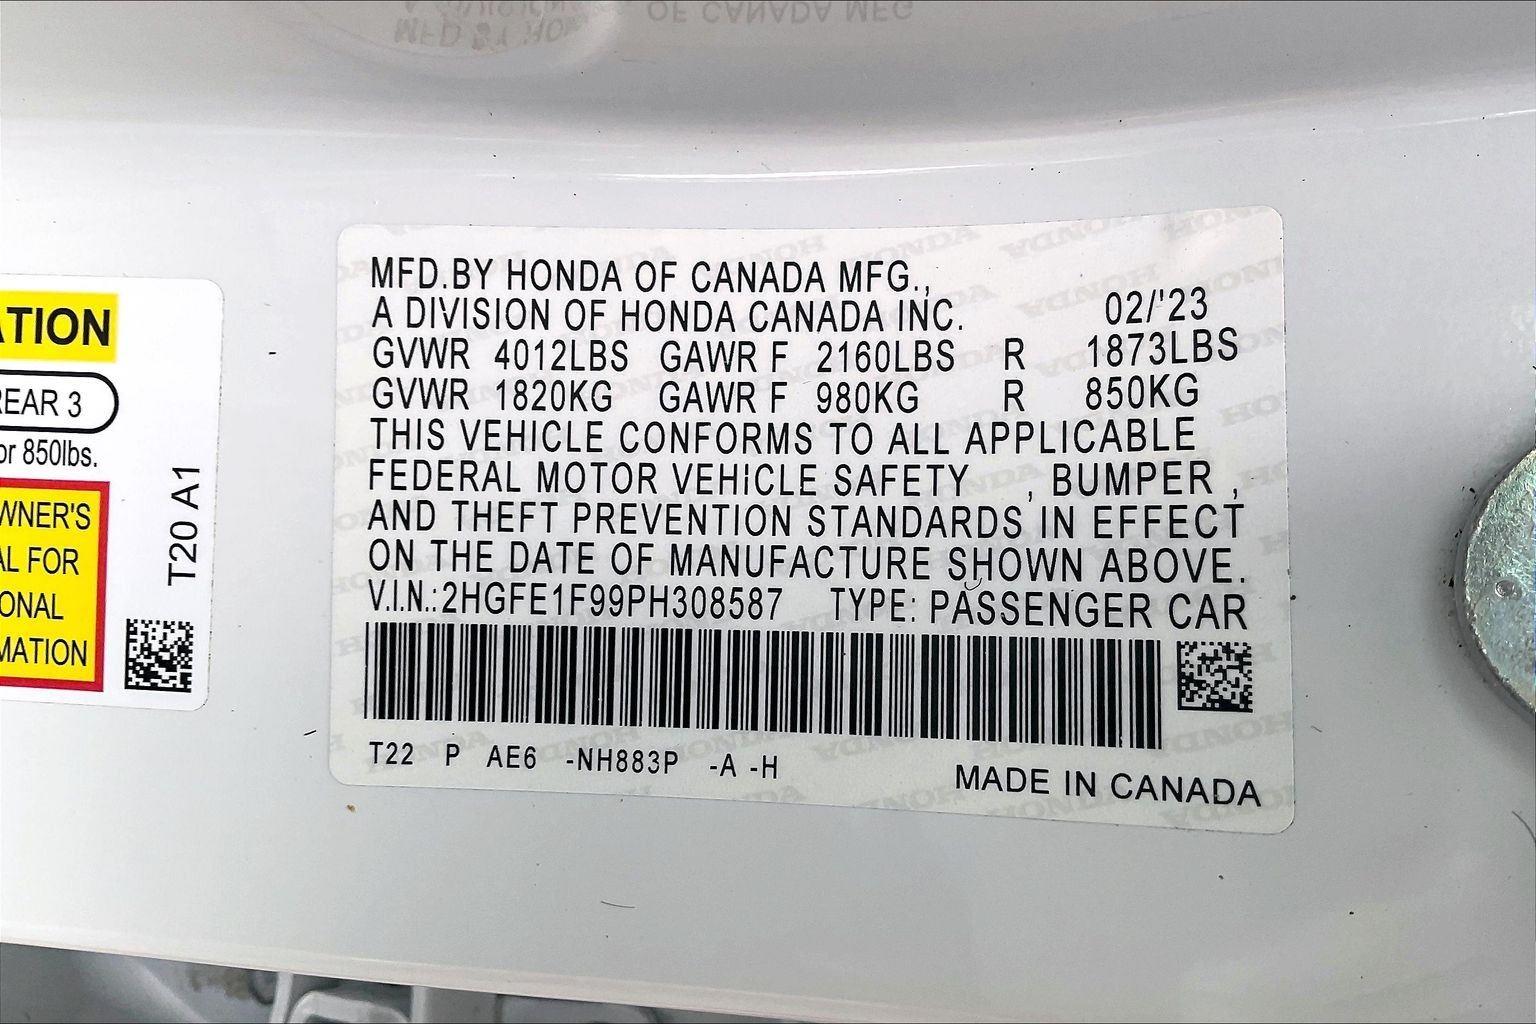 MFD.BY HONDA OF CANADA MFG.,
A DIVISION OF HONDA CANADA INC. 02/'23
GVWR 4012LBS GAWR F 2160LBS R 1873LBS
GVWR 1820KG GAWR F 980KG R 850KG
THIS VEHICLE CONFORMS TO ALL APPLICABLE
FEDERAL MOTOR VEHICLE SAFETY , BUMPER ,
AND THEFT PREVENTION STANDARDS IN EFFECT
ON THE DATE OF MANUFACTURE SHOWN ABOVE.
V.I.N.:2HGFE1F99PH308587 TYPE: PASSENGER CAR
T22 P AE6 -NH883P -A -H
MADE IN CANADA
ATION
REAR 3
or 850lbs.
WNER'S
AL FOR
ONAL
MATION
T20 A1